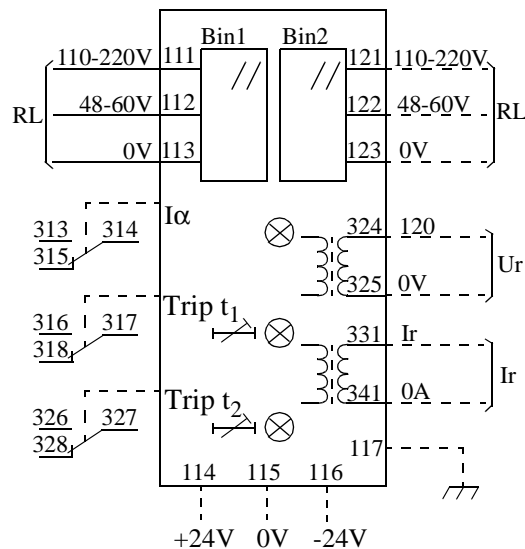 Bin1 Bin2
110-220V 111 121 110-220V
48-60V 112 122 48-60V
RL RL
0V 113 123 0V
Iα
313 314 324 120
315
Ur
325 0V
Trip t1
316 317 331 Ir
318
Ir
341 0A
Trip t2
326 327
328
117
114 115 116
+24V 0V -24V